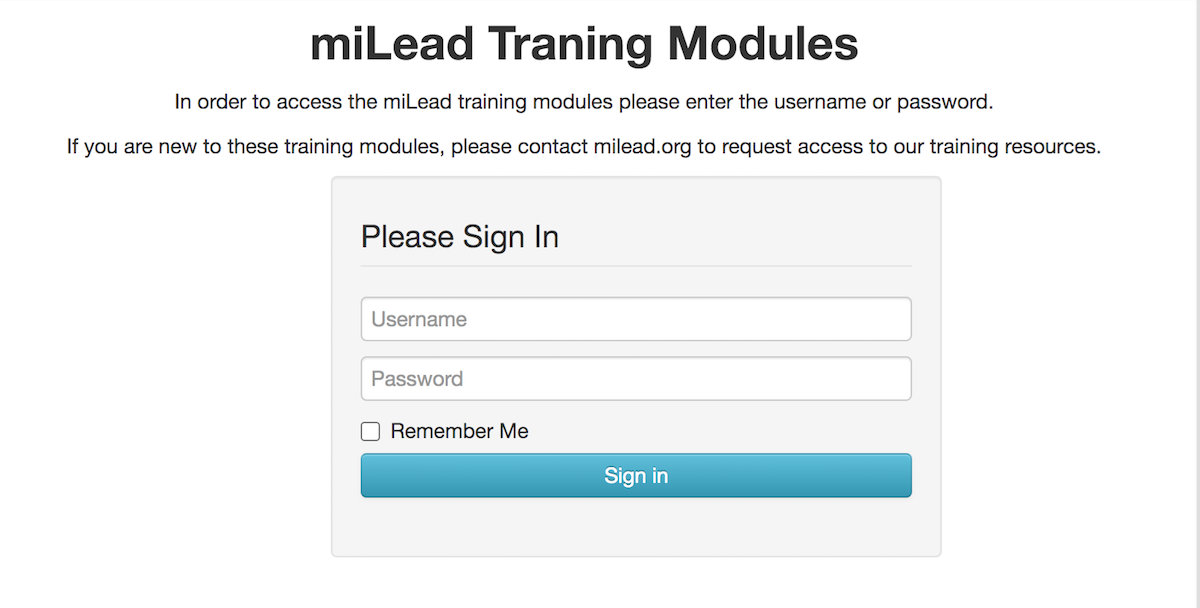 miLead Traning Modules
In order to access the miLead training modules please enter the username or password.
If you are new to these training modules, please contact milead.org to request access to our training resources.
Please Sign In
Username
Password
Remember Me
Sign in